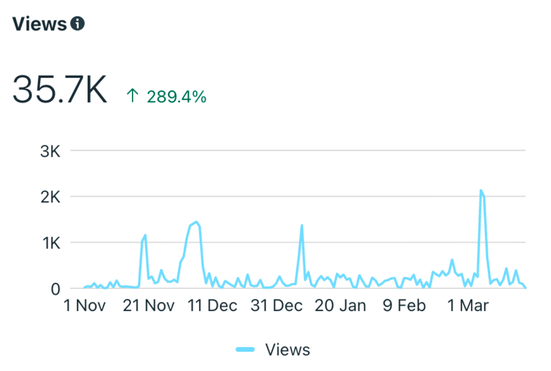 Views
35.7K ↑ 289.4%
3K
2K
1K
0
1 Nov 21 Nov 11 Dec 31 Dec 20 Jan 9 Feb 1 Mar
Views